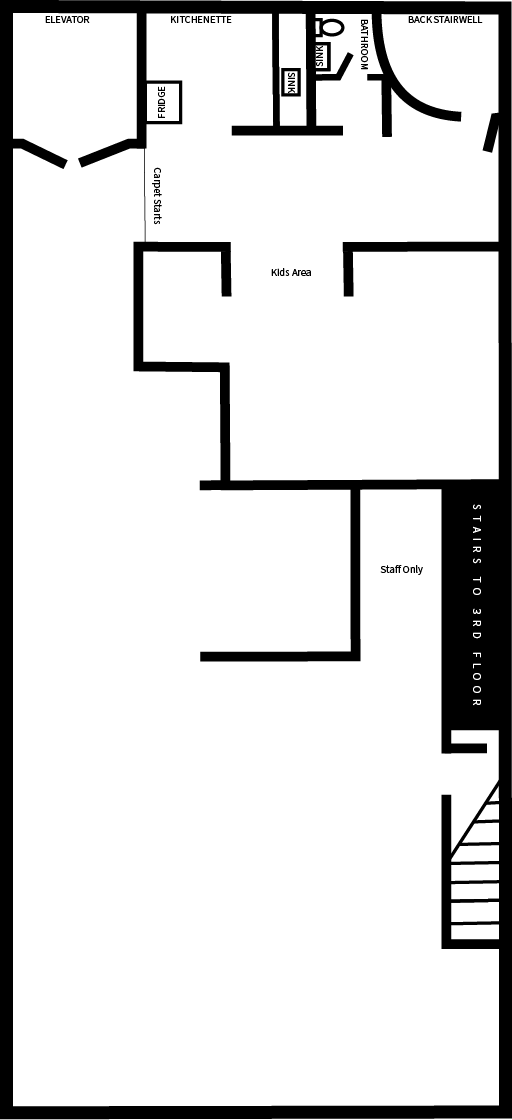 ELEVATOR
KITCHENETTE
BATHROOM
BACK STAIRWELL
SINK
SINK
FRIDGE
Carpet Starts
Kids Area
STAIRS TO 3RD FLOOR
Staff Only